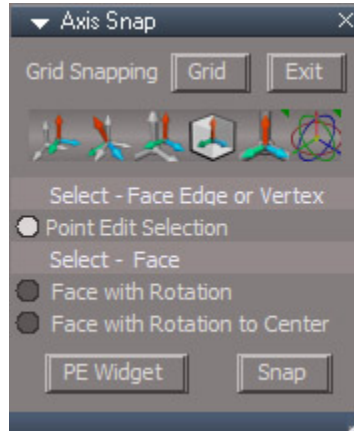 Axis Snap
Grid Snapping Grid Exit
Select - Face Edge or Vertex
Point Edit Selection
Select - Face
Face with Rotation
Face with Rotation to Center
PE Widget Snap